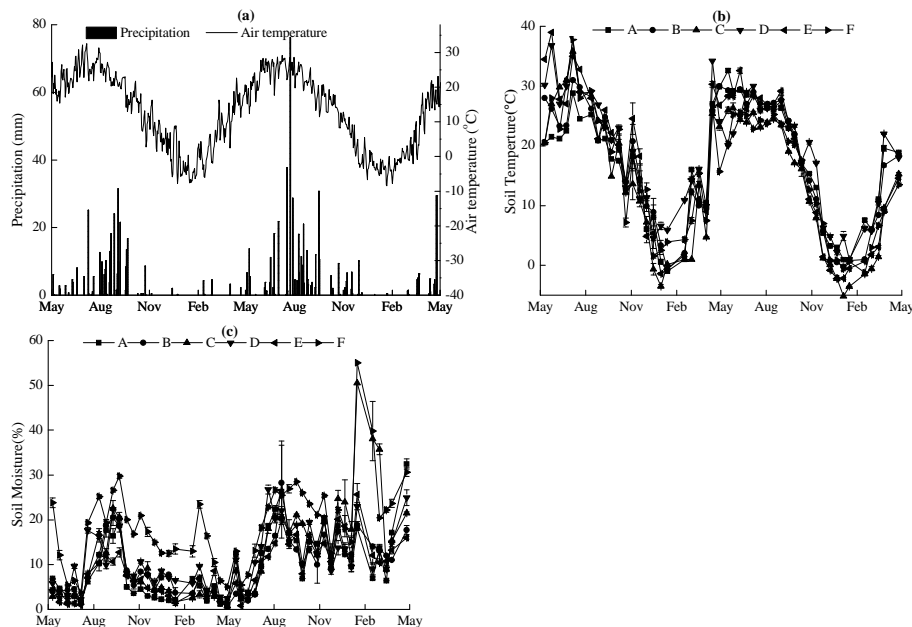 (a)
Precipitation Air temperature
80
60
40
20
0
Precipitation (mm)
30
20
10
0
-10
-20
-30
-40
Air temperature (°C)
May Aug Nov Feb May Aug Nov Feb May
(b)
A B C D E F
40
30
20
10
0
Soil Temperture(°C)
May Aug Nov Feb May Aug Nov Feb May
(c)
A B C D E F
60
50
40
30
20
10
0
Soil Moisture(%)
May Aug Nov Feb May Aug Nov Feb May